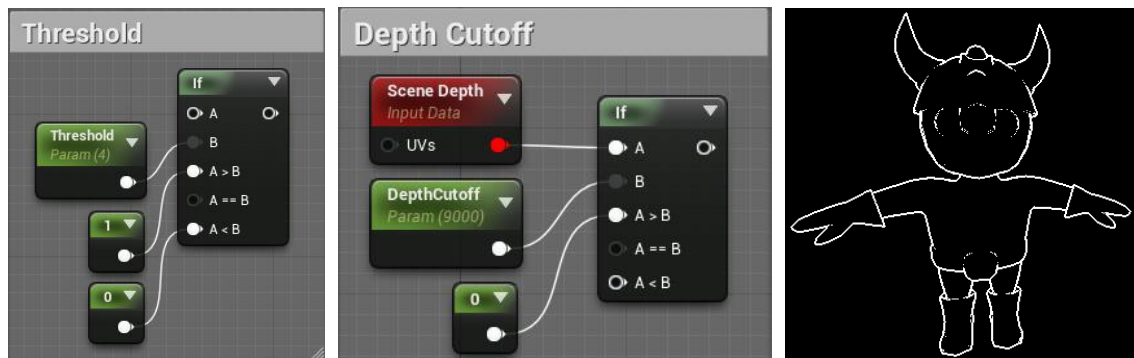 Threshold
If
A
Threshold
Param (4)
B
A > B
A == B
1
A < B
0
Depth Cutoff
Scene Depth
Input Data
UVs
If
A
DepthCutoff
Param (9000)
B
A > B
A == B
0
A < B